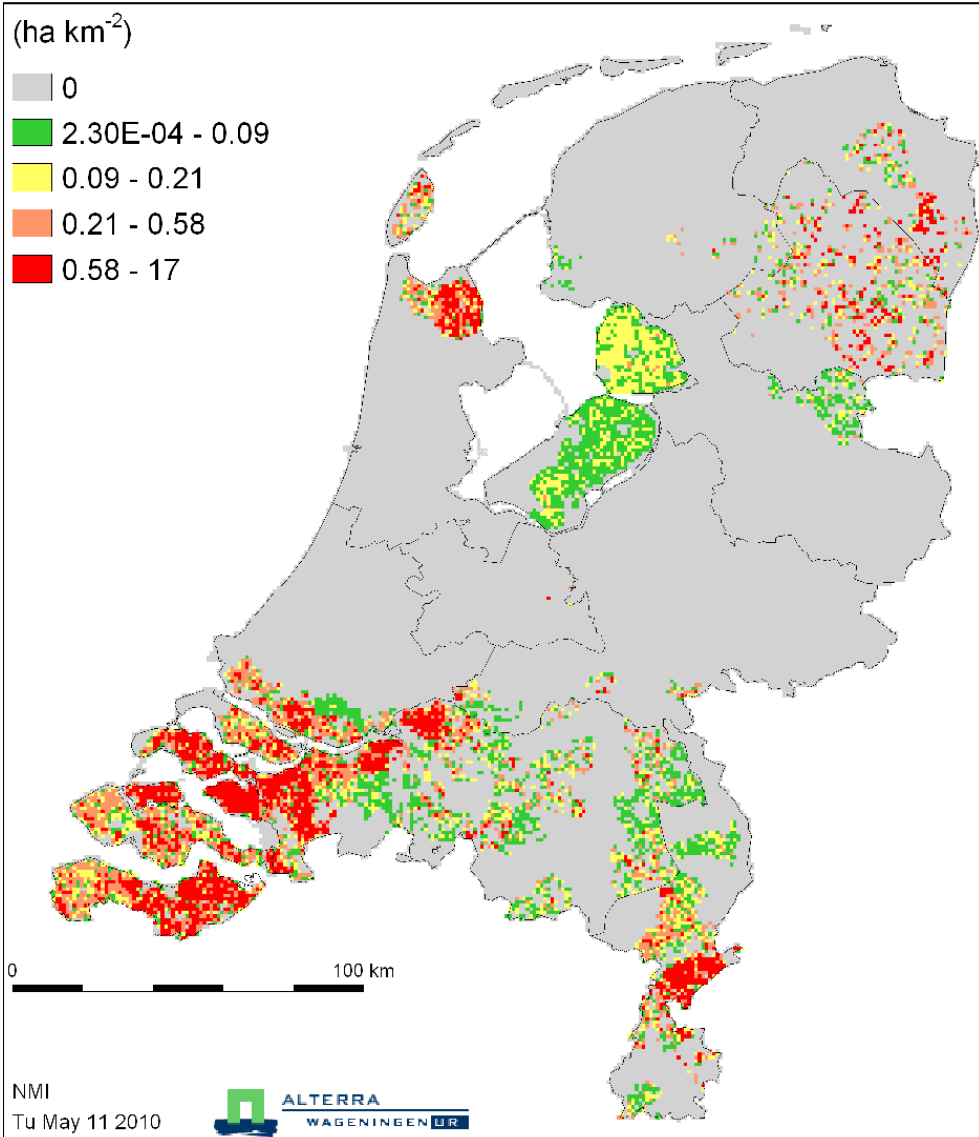 (ha km-2)
0
2.30E-04 - 0.09
0.09 - 0.21
0.21 - 0.58
0.58 - 17
0
100 km
NMI
Tu May 11 2010
ALTERRA
WAGENINGEN UR